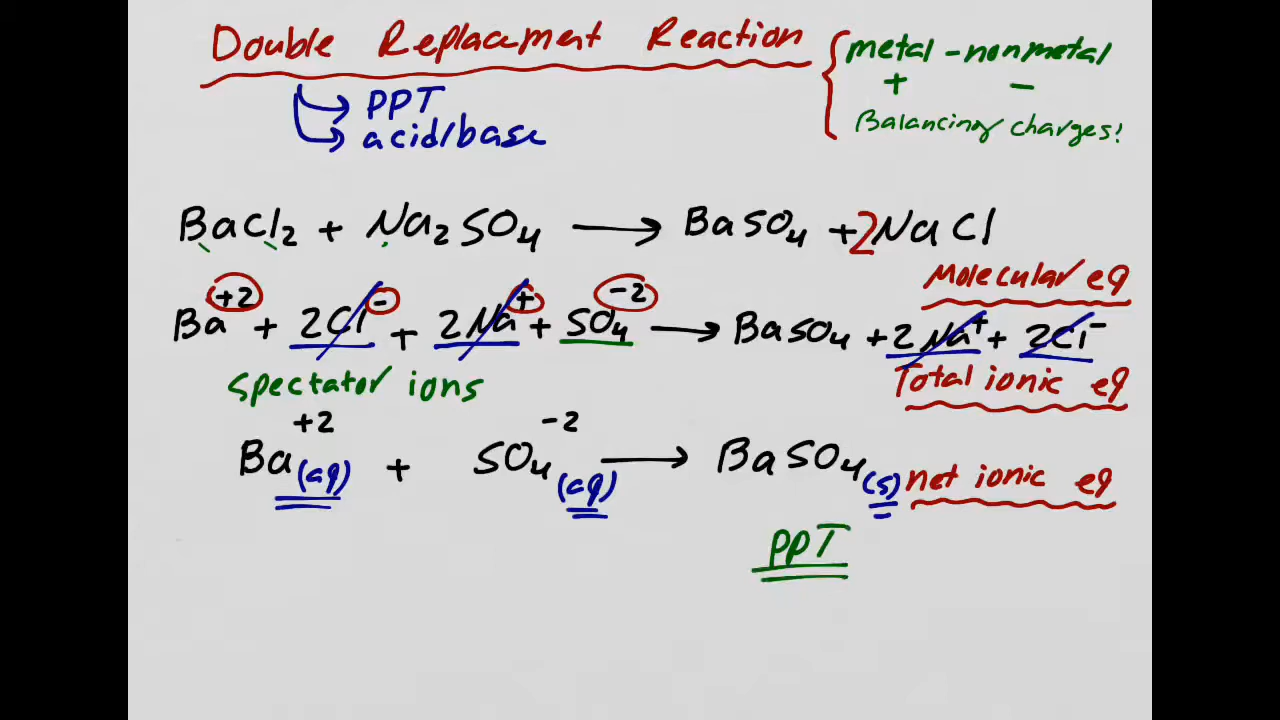 Double Replacement Reaction
metal - nonmetal
+ -
Balancing charges!
PPT
acid/base
BaCl2 + Na2SO4 → BaSO4 + 2NaCl
Molecular eq
Ba+2 + 2Cl- + 2Na+ + SO4-2 → BaSO4 + 2Na+ + 2Cl-
Total ionic eq
spectator ions
Ba+2(aq) + SO4-2(aq) → BaSO4(s)
net ionic eq
PPT